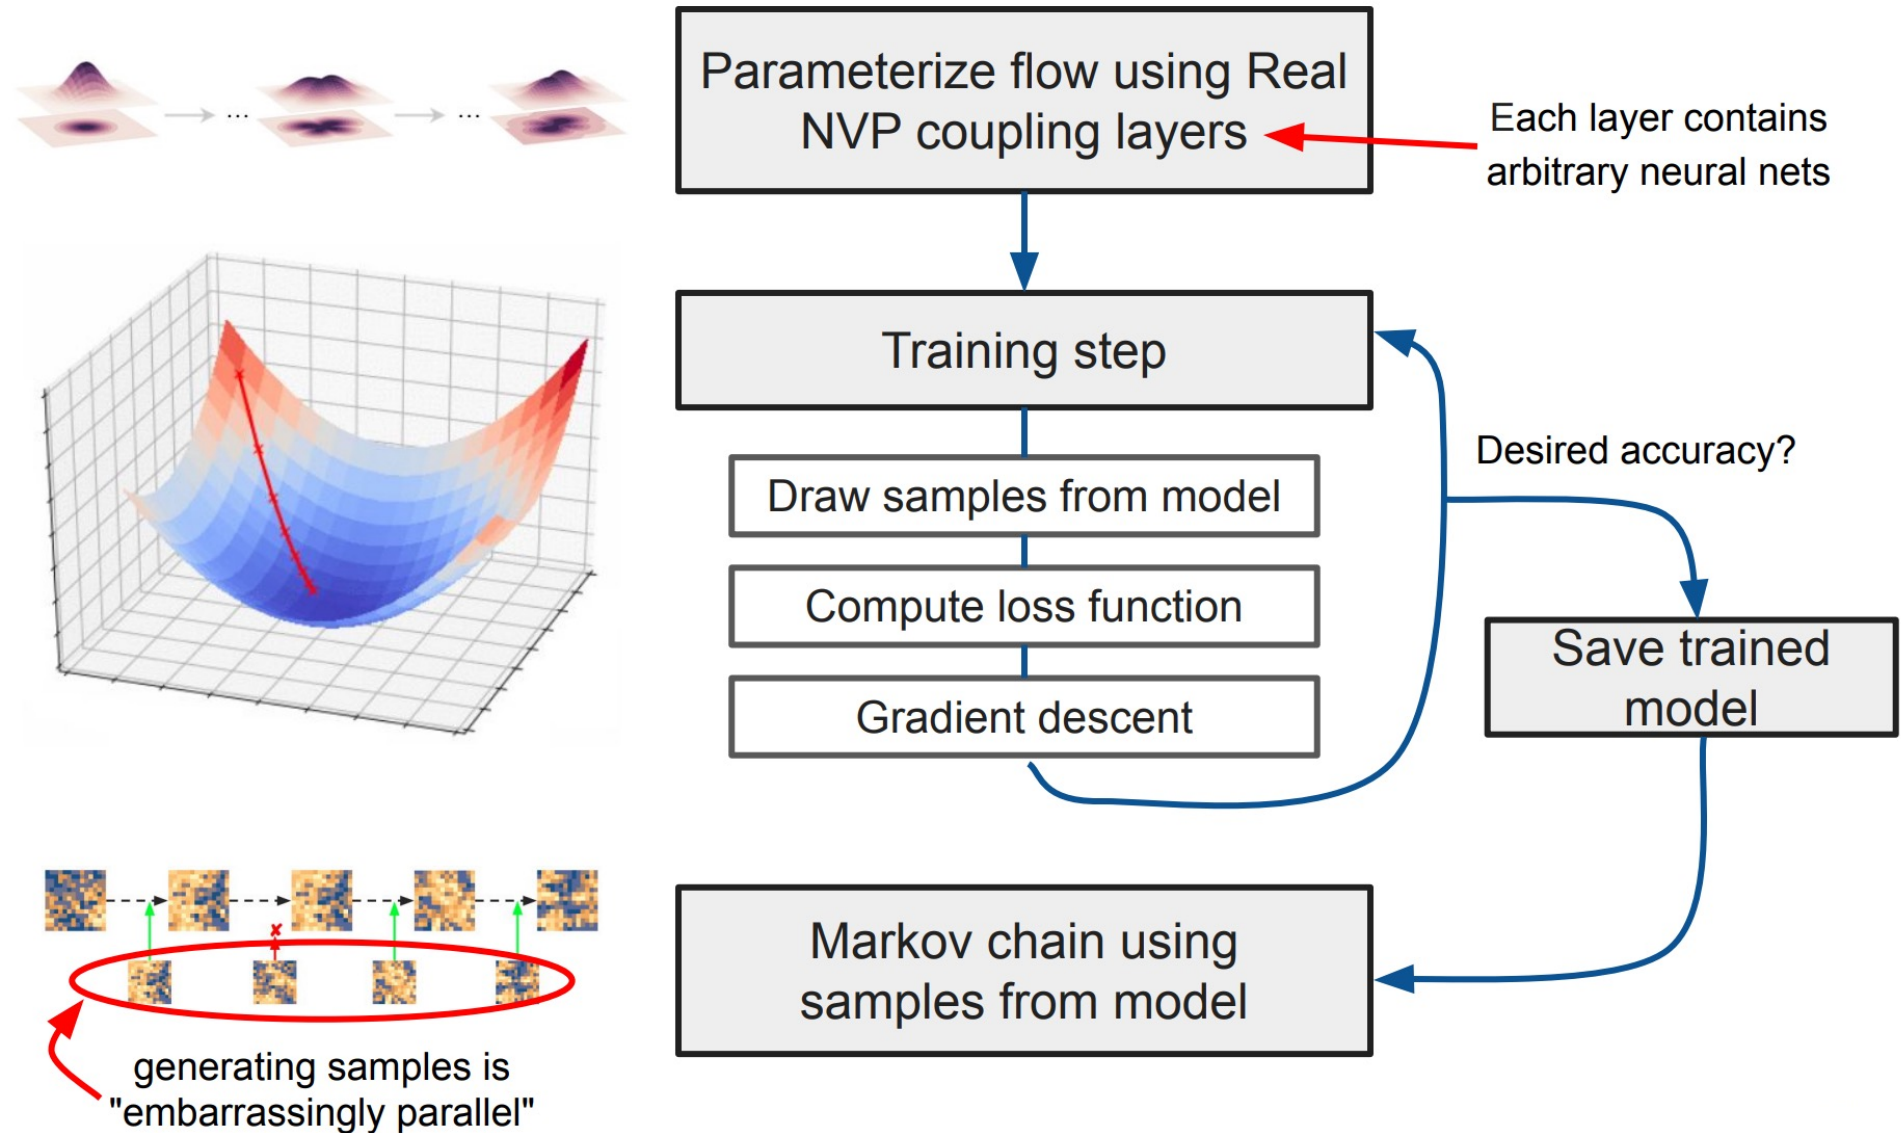 Parameterize flow using Real
NVP coupling layers
Each layer contains
arbitrary neural nets
...
...
Training step
Desired accuracy?
Draw samples from model
Compute loss function
Gradient descent
Save trained
model
Markov chain using
samples from model
generating samples is
"embarrassingly parallel"